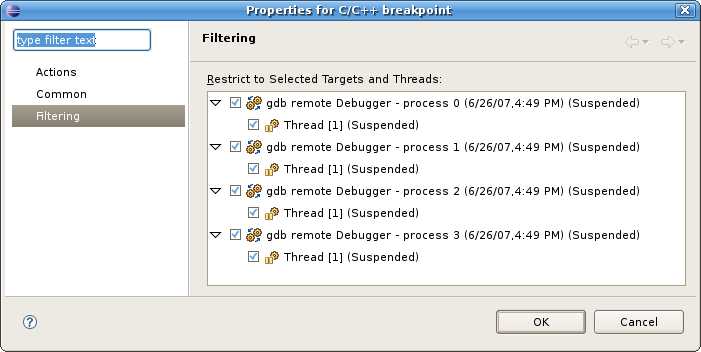 Properties for C/C++ breakpoint
type filter text
Actions
Common
Filtering
Filtering
Restrict to Selected Targets and Threads:
gdb remote Debugger - process 0 (6/26/07,4:49 PM) (Suspended)
Thread [1] (Suspended)
gdb remote Debugger - process 1 (6/26/07,4:49 PM) (Suspended)
Thread [1] (Suspended)
gdb remote Debugger - process 2 (6/26/07,4:49 PM) (Suspended)
Thread [1] (Suspended)
gdb remote Debugger - process 3 (6/26/07,4:49 PM) (Suspended)
Thread [1] (Suspended)
?
OK
Cancel